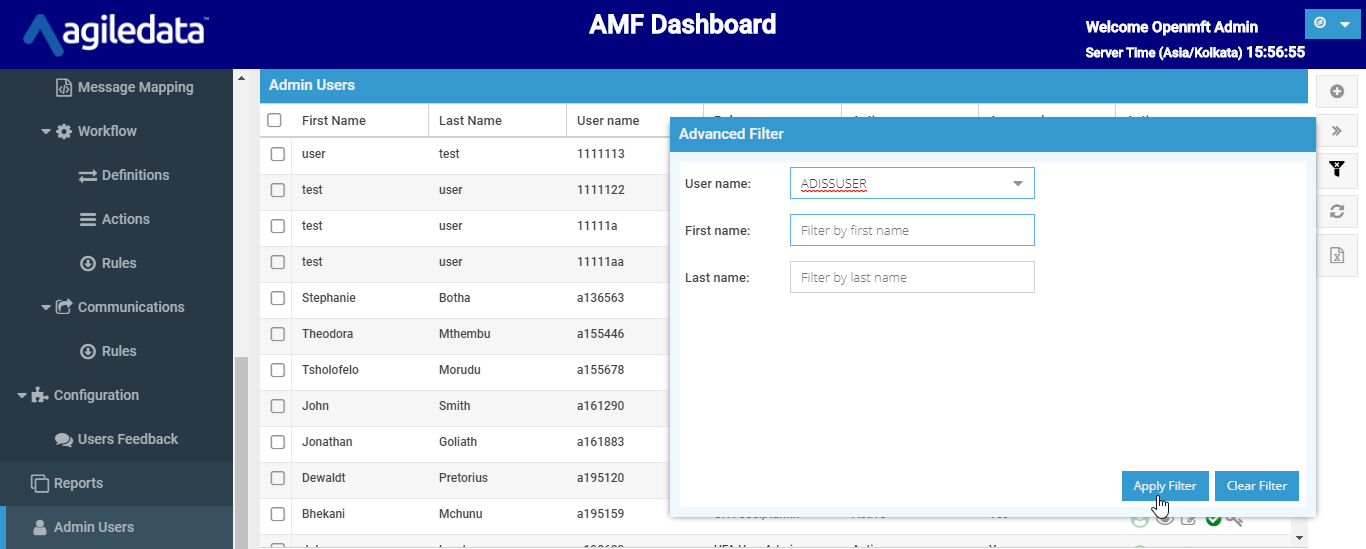 agiledata™
AMF Dashboard
Welcome Openmft Admin
Server Time (Asia/Kolkata) 15:56:55
Message Mapping
Workflow
Definitions
Actions
Rules
Communications
Rules
Configuration
Users Feedback
Reports
Admin Users
Admin Users
First Name Last Name User name
user test 1111113
test user 1111122
test user 11111a
test user 11111aa
Stephanie Botha a136563
Theodora Mthembu a155446
Tsholofelo Morudu a155678
John Smith a161290
Jonathan Goliath a161883
Dewaldt Pretorius a195120
Bhekani Mchunu a195159
Advanced Filter
User name: ADISSUSER
First name: Filter by first name
Last name: Filter by last name
Apply Filter Clear Filter